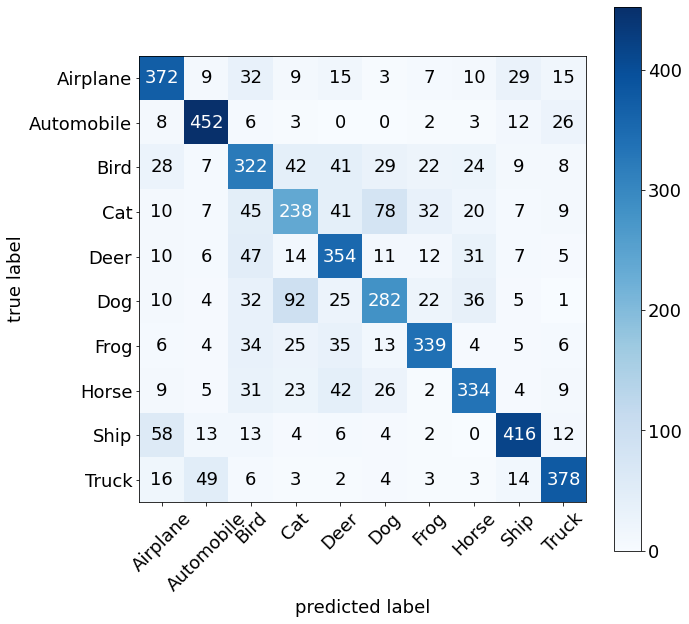 Airplane 372 9 32 9 15 3 7 10 29 15
Automobile 8 452 6 3 0 0 2 3 12 26
Bird 28 7 322 42 41 29 22 24 9 8
Cat 10 7 45 238 41 78 32 20 7 9
Deer 10 6 47 14 354 11 12 31 7 5
Dog 10 4 32 92 25 282 22 36 5 1
Frog 6 4 34 25 35 13 339 4 5 6
Horse 9 5 31 23 42 26 2 334 4 9
Ship 58 13 13 4 6 4 2 0 416 12
Truck 16 49 6 3 2 4 3 3 14 378
Airplane Automobile Bird Cat Deer Dog Frog Horse Ship Truck
predicted label
true label
400
300
200
100
0